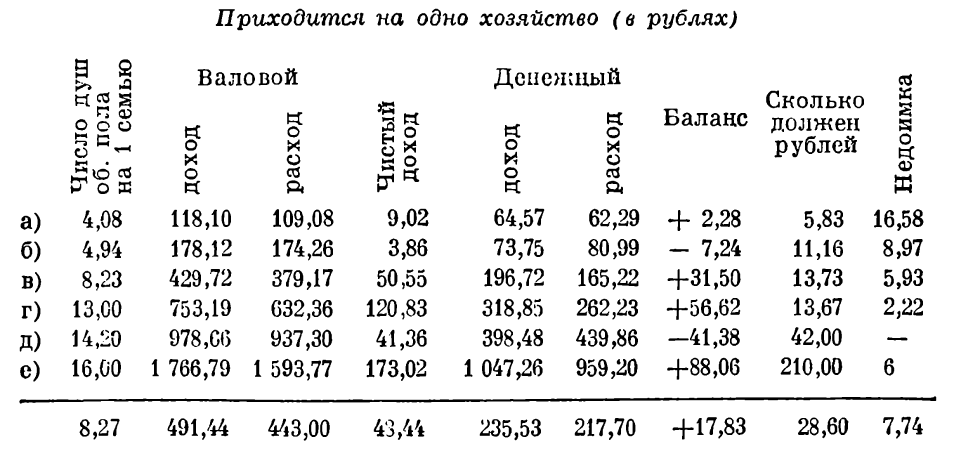 Приходится на одно хозяйство (в рублях)
Число душ об. пола на 1 семью
Валовой
доход
расход
Чистый доход
Денежный
доход
расход
Баланс
Сколько должен рублей
Недоимка
а) 4,08 118,10 109,08 9,02 64,57 62,29 + 2,28 5,83 16,58
б) 4,94 178,12 174,26 3,86 73,75 80,99 — 7,24 11,16 8,97
в) 8,23 429,72 379,17 50,55 196,72 165,22 +31,50 13,73 5,93
г) 13,00 753,19 632,36 120,83 318,85 262,23 +56,62 13,67 2,22
д) 14,20 978,66 937,30 41,36 398,48 439,86 —41,38 42,00 —
е) 16,00 1 766,79 1 593,77 173,02 1 047,26 959,20 +88,06 210,00 6
8,27 491,44 443,00 43,44 235,53 217,70 +17,83 28,60 7,74